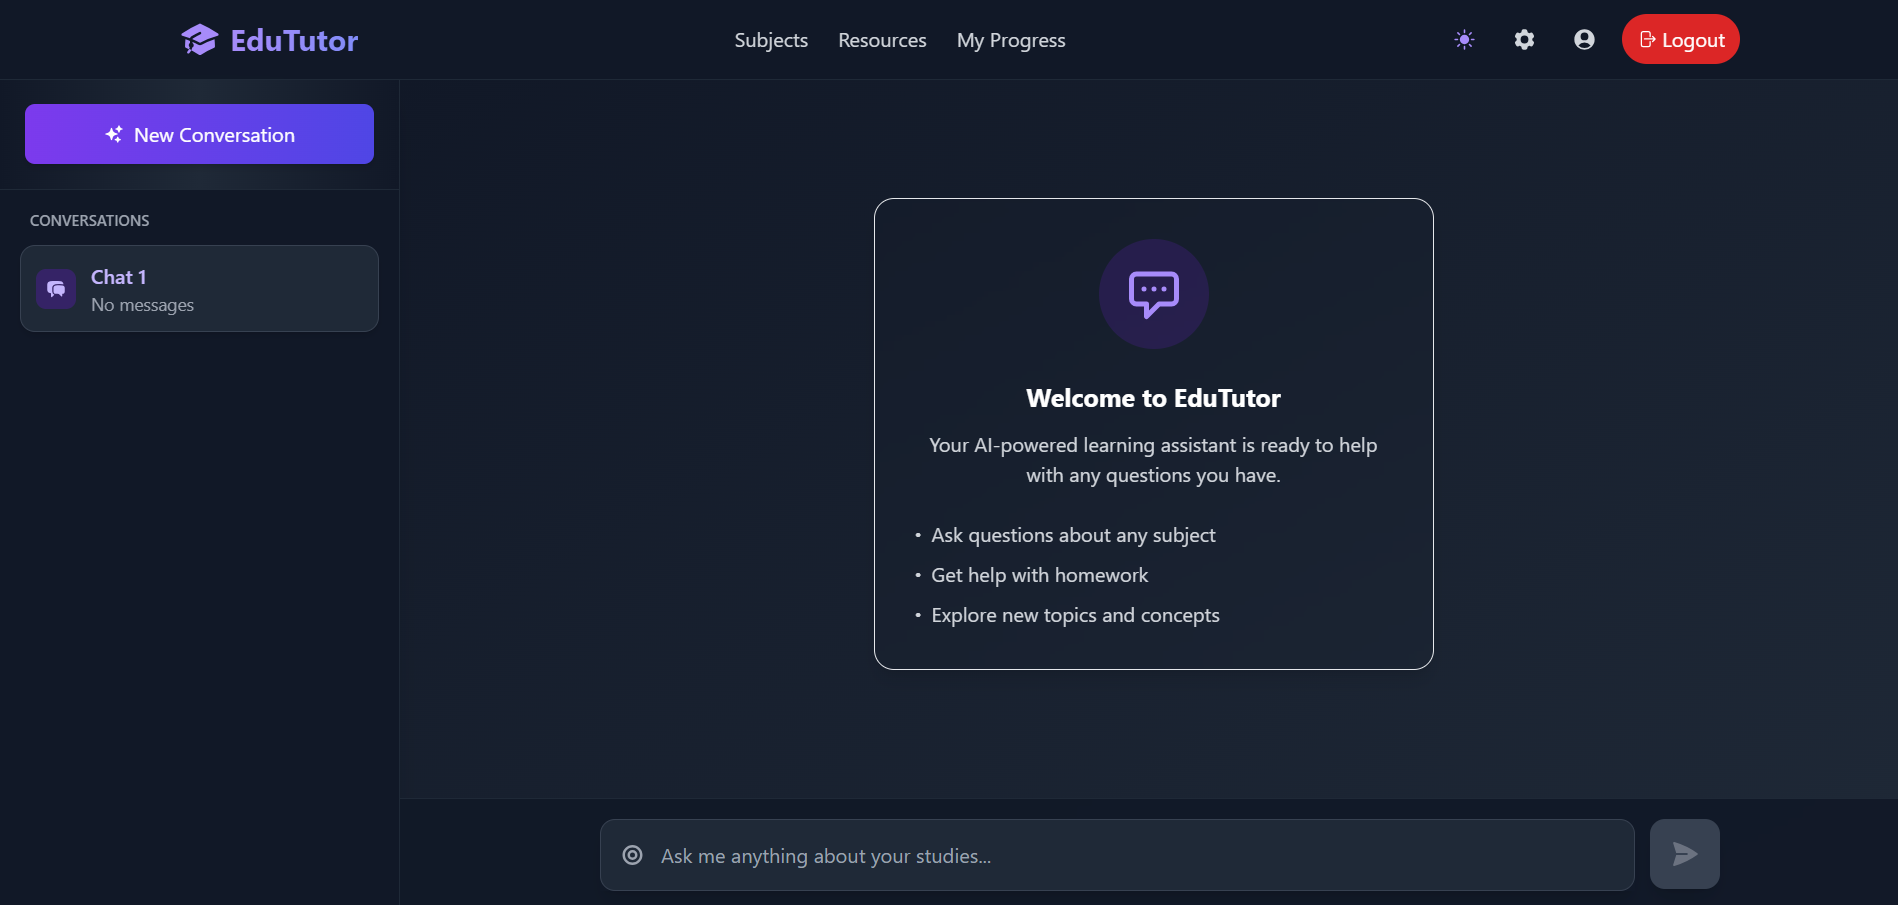 EduTutor
Subjects
Resources
My Progress
Logout
New Conversation
CONVERSATIONS
Chat 1
No messages
Welcome to EduTutor
Your AI-powered learning assistant is ready to help
with any questions you have.
• Ask questions about any subject
• Get help with homework
• Explore new topics and concepts
Ask me anything about your studies...